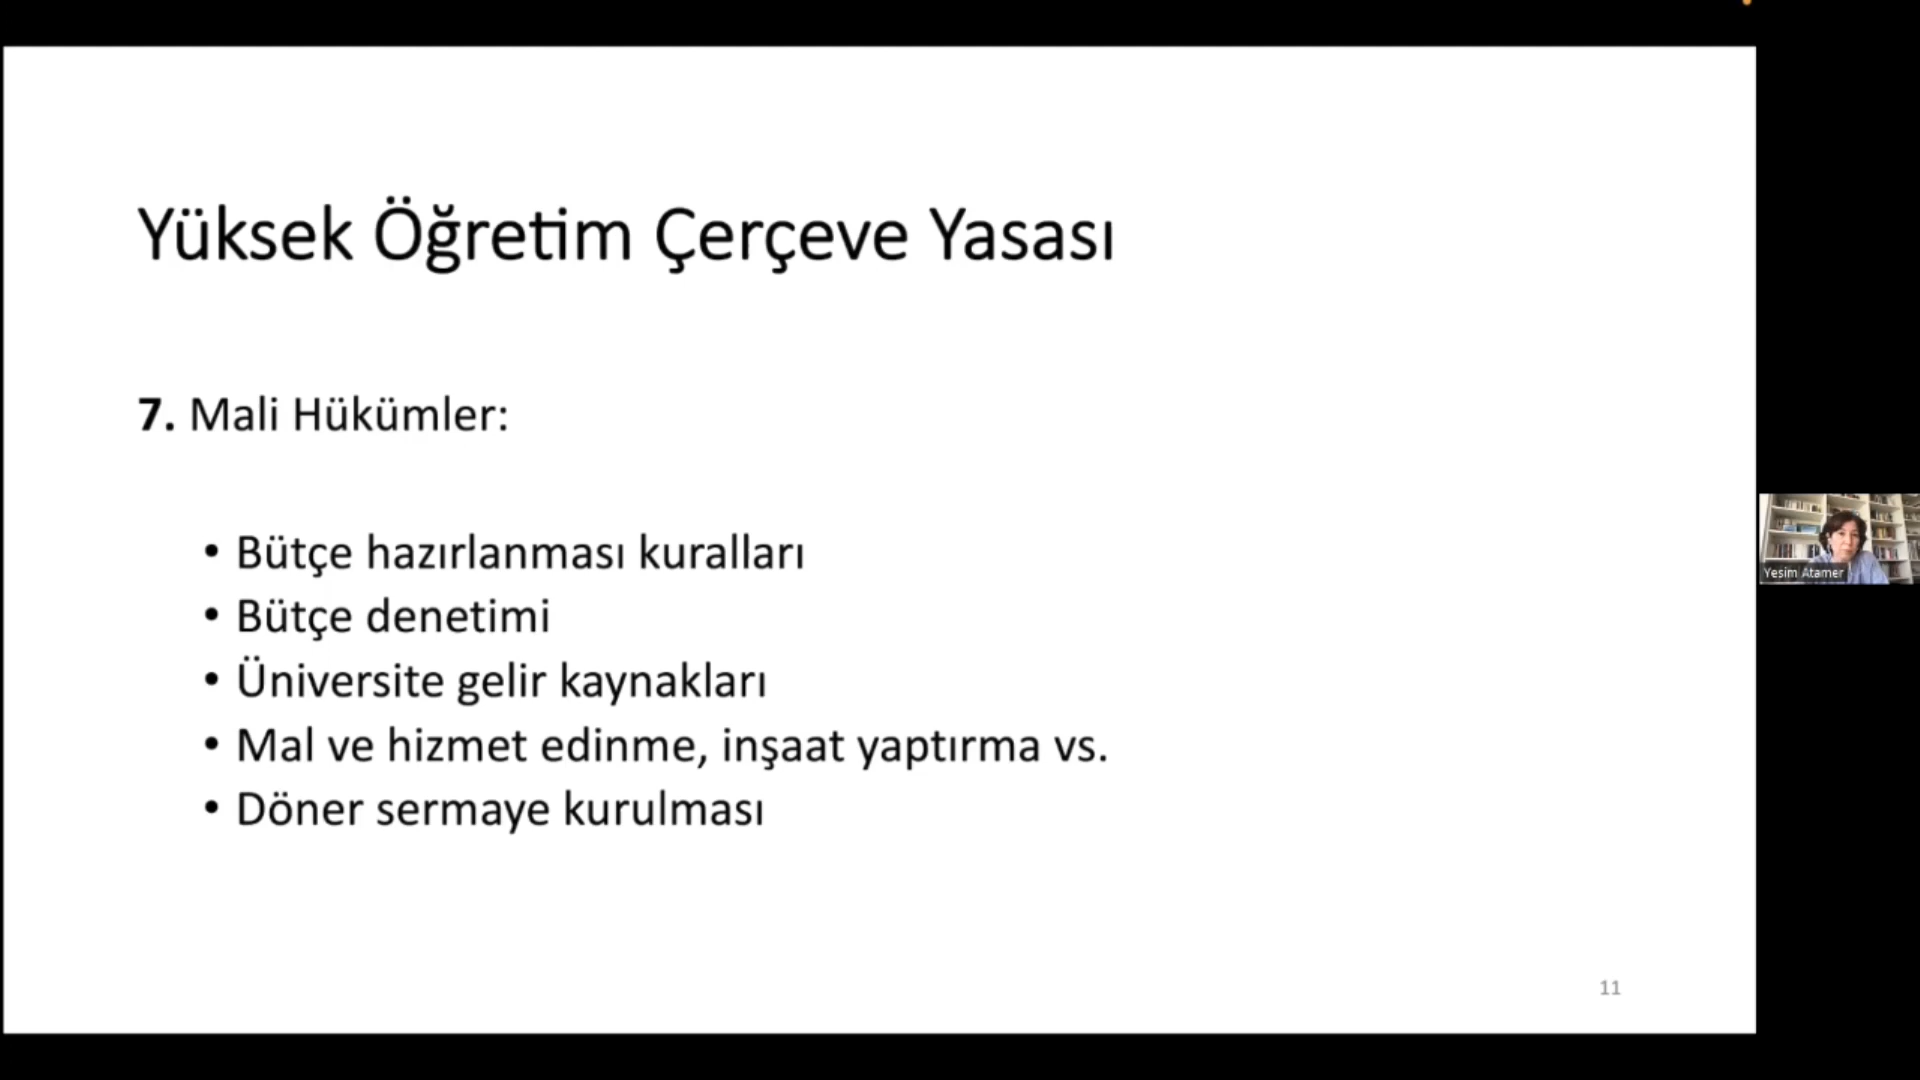 Yüksek Öğretim Çerçeve Yasası
7. Mali Hükümler:
• Bütçe hazırlanması kuralları
• Bütçe denetimi
• Üniversite gelir kaynakları
• Mal ve hizmet edinme, inşaat yaptırma vs.
• Döner sermaye kurulması
Yesim Atamer
11